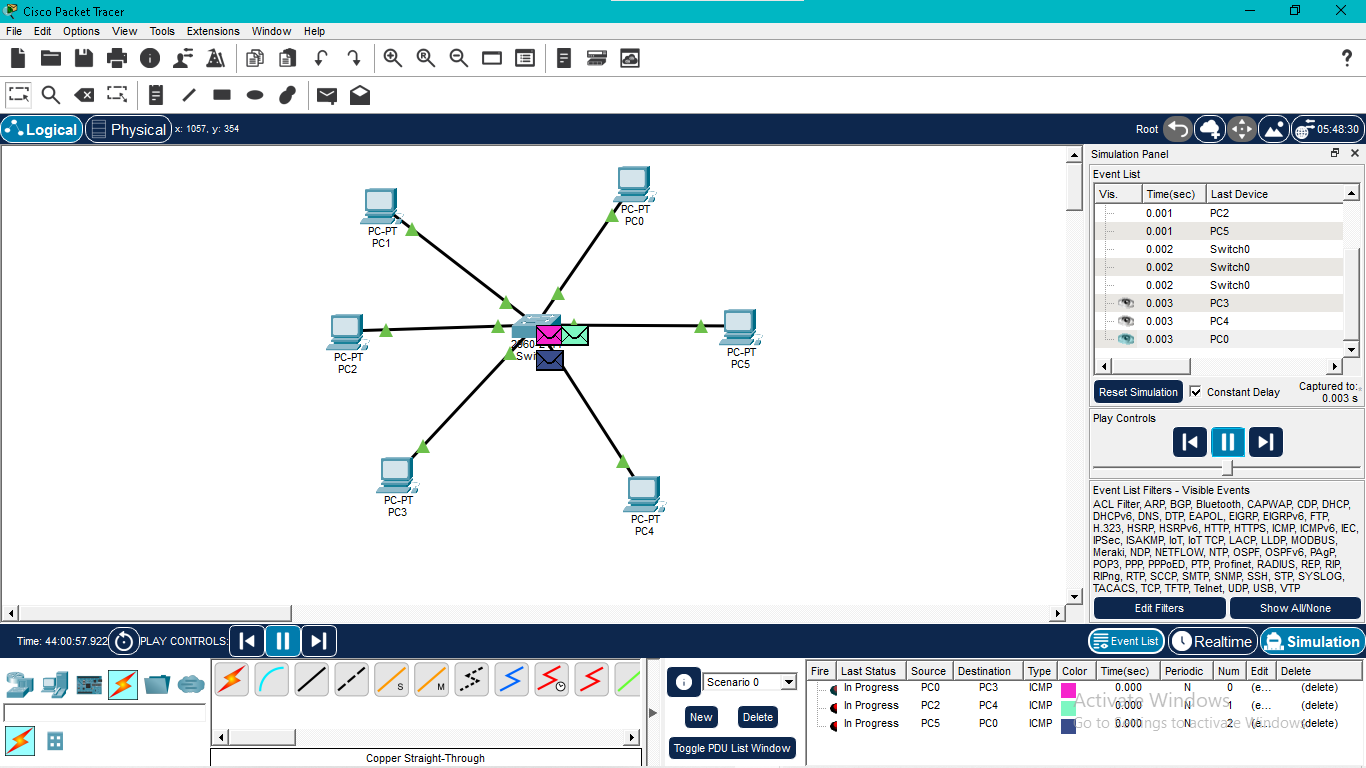 Cisco Packet Tracer
File Edit Options View Tools Extensions Window Help
Logical Physical x: 1057, y: 354
Root 05:48:30
PC-PT
PC1
PC-PT
PC0
PC-PT
PC2
PC-PT
PC5
PC-PT
PC3
PC-PT
PC4
Simulation Panel
Event List
Vis. Time(sec) Last Device
0.001 PC2
0.001 PC5
0.002 Switch0
0.002 Switch0
0.002 Switch0
0.003 PC3
0.003 PC4
0.003 PC0
Reset Simulation Constant Delay Captured to:
0.003 s
Play Controls
Event List Filters - Visible Events
ACL Filter, ARP, BGP, Bluetooth, CAPWAP, CDP, DHCP,
DHCPv6, DNS, DTP, EAPOL, EIGRP, EIGRPv6, FTP,
H.323, HSRP, HSRPv6, HTTP, HTTPS, ICMP, ICMPv6, IEC,
IPSec, ISAKMP, IoT, IoT TCP, LACP, LLDP, MODBUS,
Meraki, NDP, NETFLOW, NTP, OSPF, OSPFv6, PAgP,
POP3, PPP, PPPoED, PTP, Profinet, RADIUS, REP, RIP,
RIPng, RTP, SCCP, SMTP, SNMP, SSH, STP, SYSLOG,
TACACS, TCP, TFTP, Telnet, UDP, USB, VTP
Edit Filters Show All/None
Time: 44:00:57.922 PLAY CONTROLS:
Event List Realtime Simulation
S M
Copper Straight-Through
Scenario 0
New Delete
Toggle PDU List Window
Fire Last Status Source Destination Type Color Time(sec) Periodic Num Edit Delete
In Progress PC0 PC3 ICMP 0.000 N 0 (e... (delete)
In Progress PC2 PC4 ICMP 0.000 N 1 (e... (delete)
In Progress PC5 PC0 ICMP 0.000 N 2 (e... (delete)
Activate Windows
Go to Settings to activate Windows.